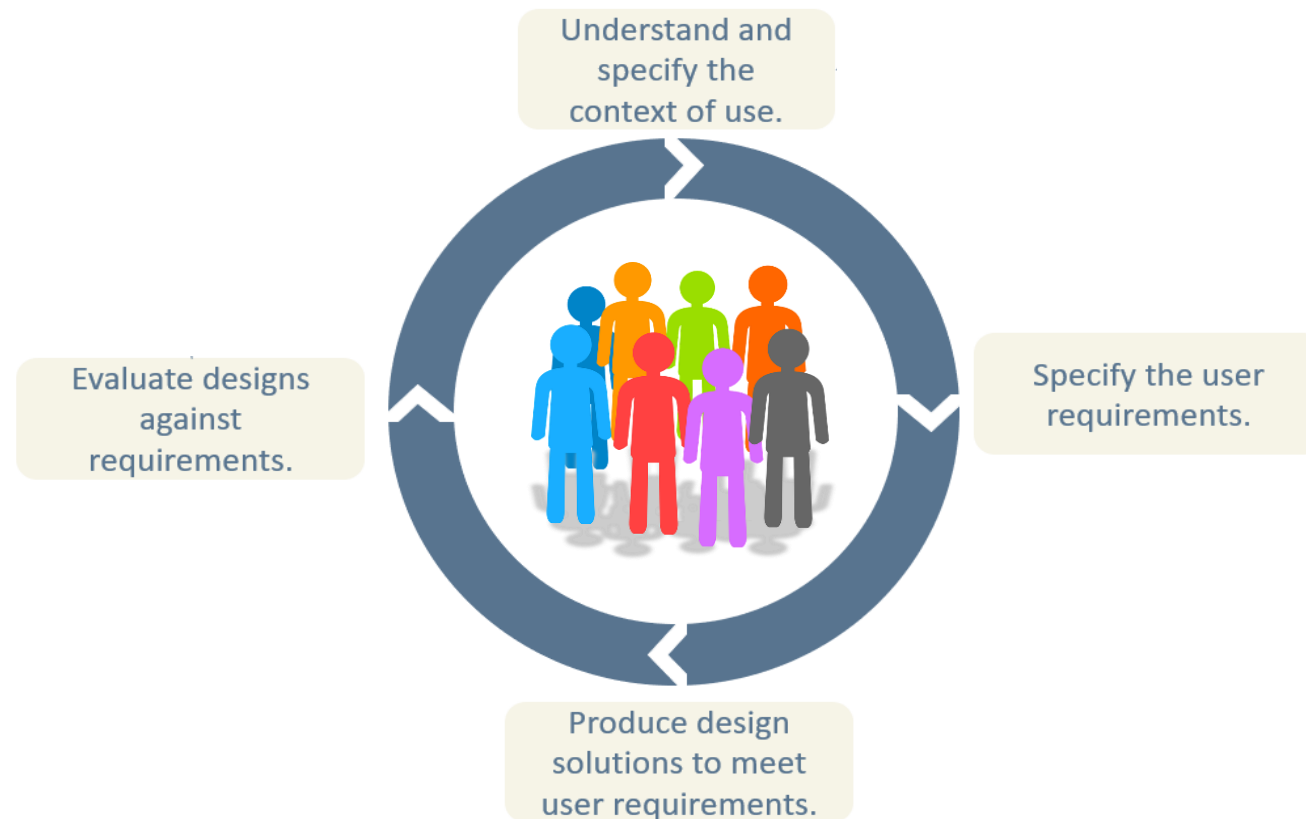 Understand and
specify the
context of use.
Specify the user
requirements.
Produce design
solutions to meet
user requirements.
Evaluate designs
against
requirements.